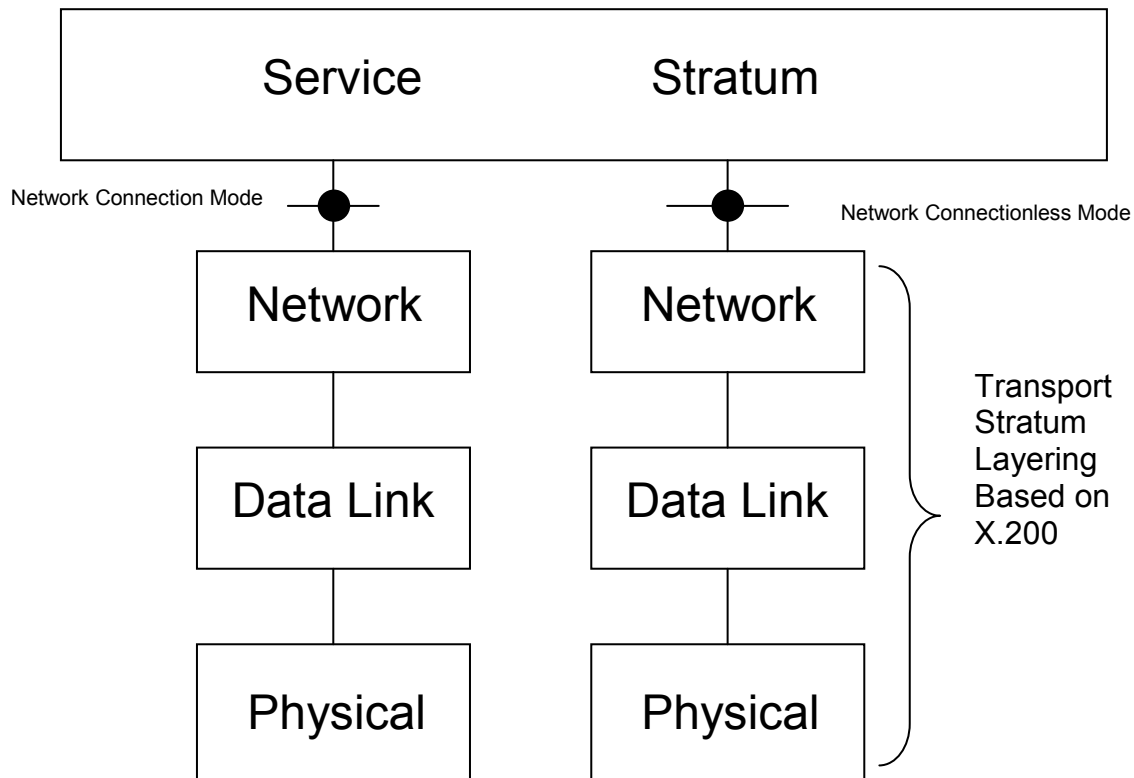 Service Stratum
Network Connection Mode
Network Connectionless Mode
Network Network
Transport
Stratum
Layering
Based on
X.200
Data Link Data Link
Physical Physical